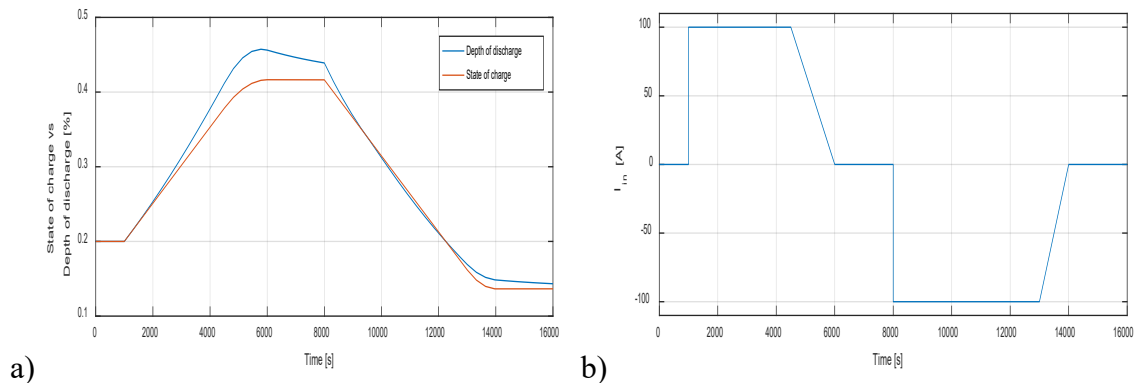 0.5
0.4
0.3
0.2
0.1
State of charge vs
Depth of discharge [%]
Depth of discharge
State of charge
0 2000 4000 6000 8000 10000 12000 14000 16000
Time [s]
a)
100
50
0
-50
-100
I_in [A]
0 2000 4000 6000 8000 10000 12000 14000 16000
Time [s]
b)